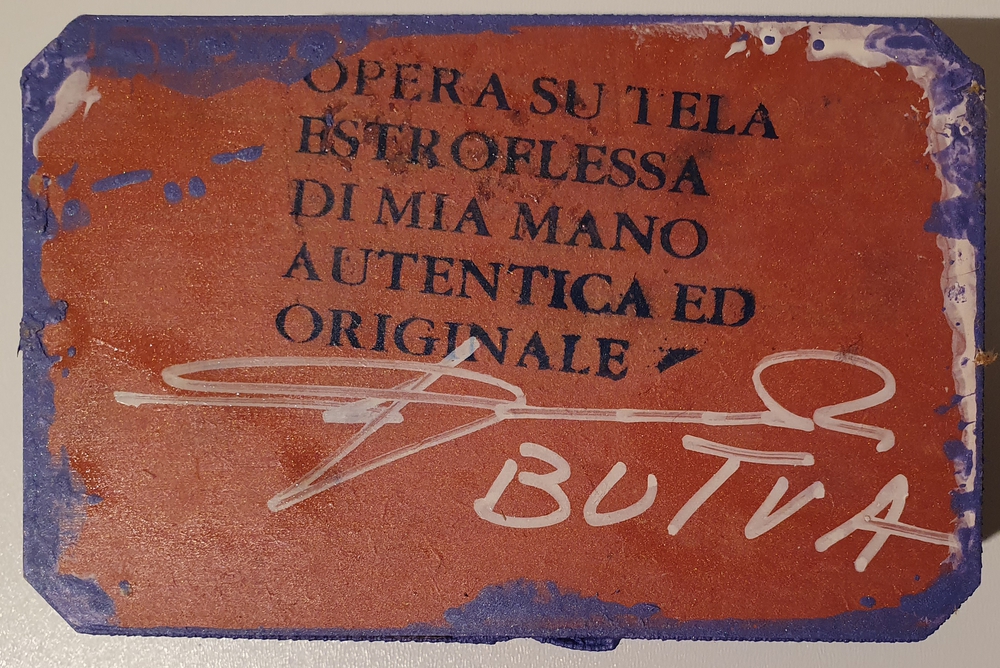 OPERA SU TELA
ESTROFLESSA
DI MIA MANO
AUTENTICA ED
ORIGINALE
BUTVA